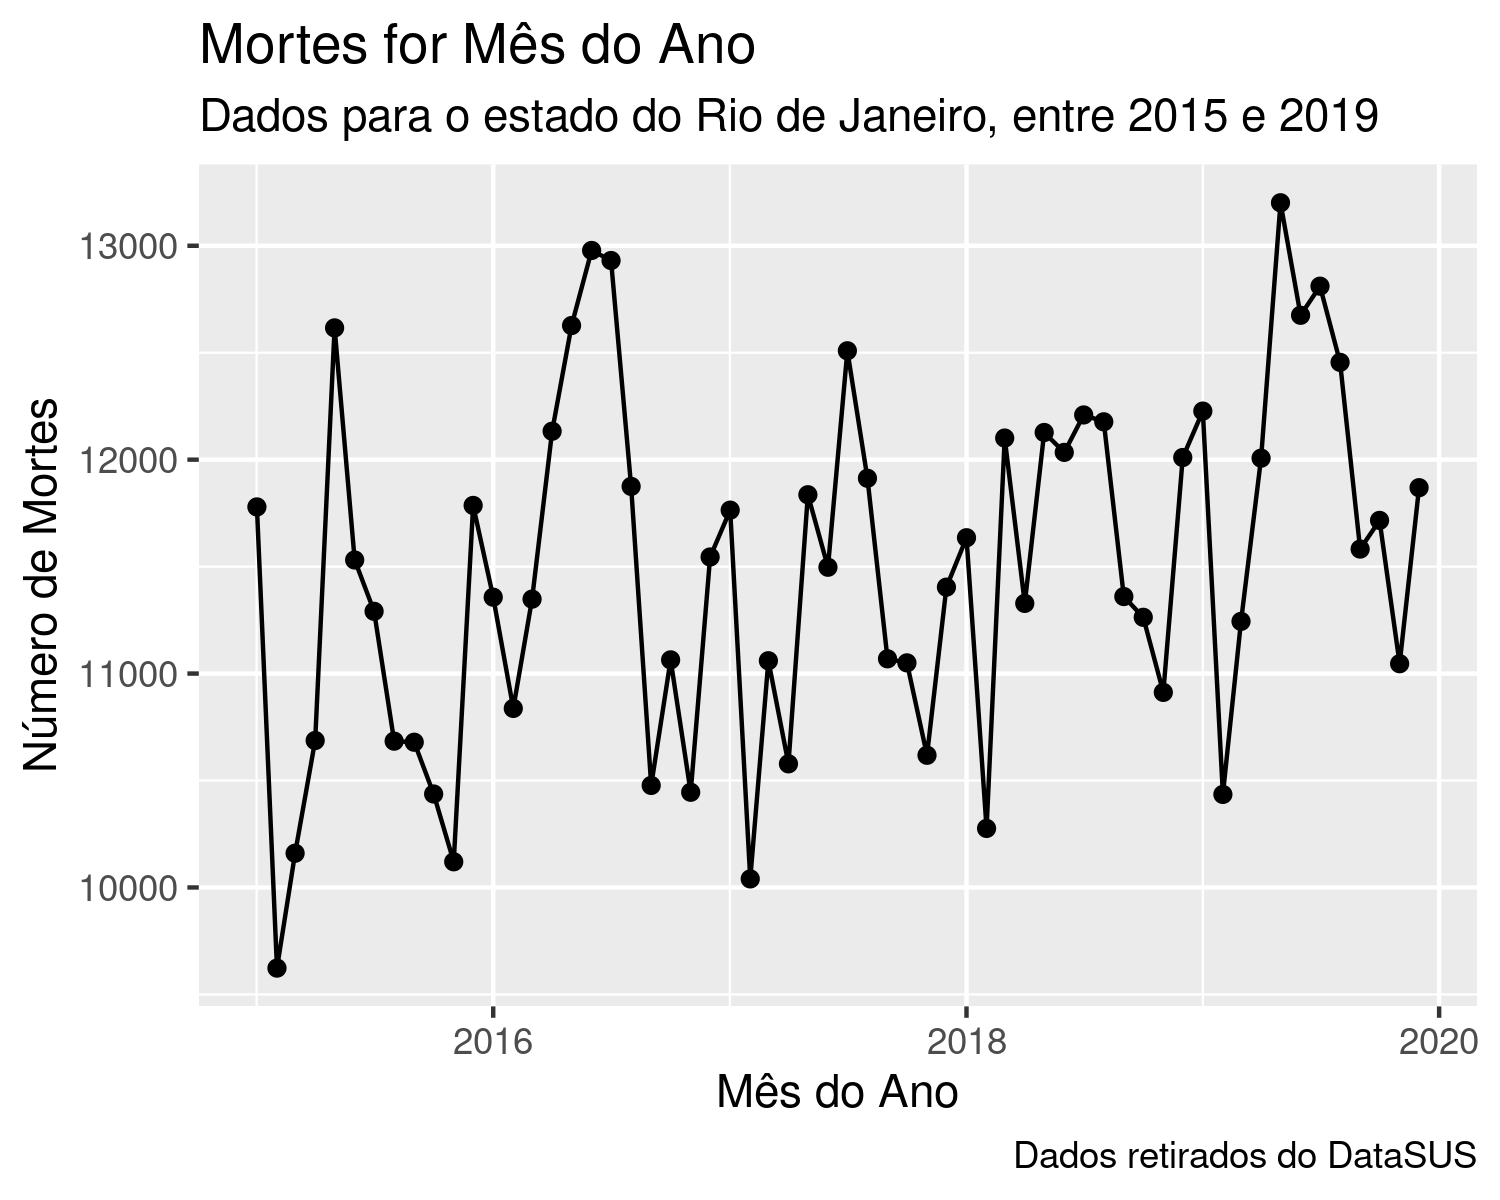 Mortes for Mês do Ano
Dados para o estado do Rio de Janeiro, entre 2015 e 2019
13000
12000
11000
10000
Número de Mortes
2016
2018
2020
Mês do Ano
Dados retirados do DataSUS